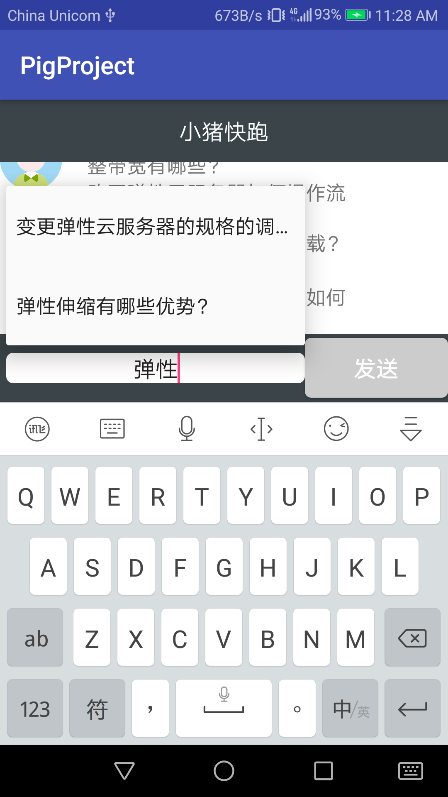 China Unicom 673B/s 4G 93% 11:28 AM
PigProject
小猪快跑
整带宽有哪些？
作流
变更弹性云服务器的规格的调...
载？
如何
弹性伸缩有哪些优势？
弹性
发送
Q W E R T Y U I O P
A S D F G H J K L
ab Z X C V B N M
123 符 ， 。 中/英